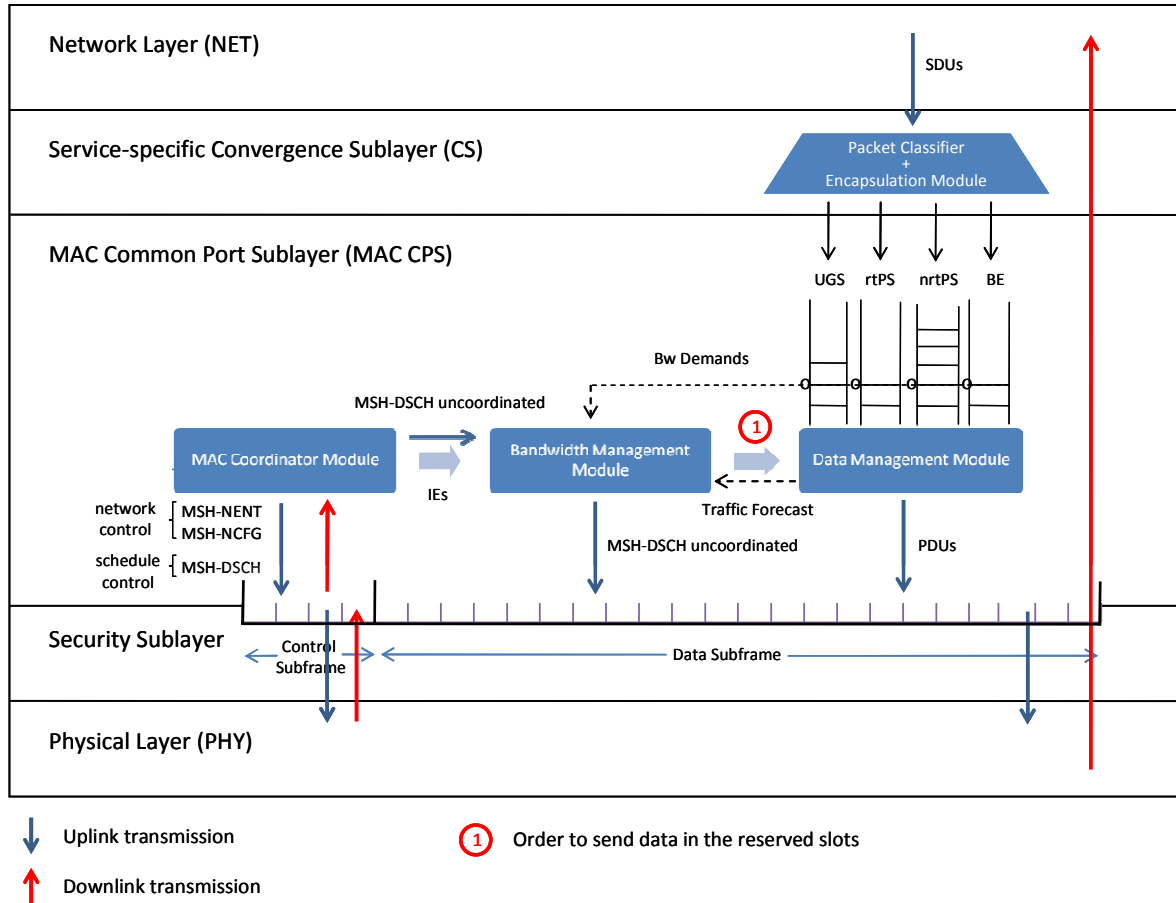 Network Layer (NET)
SDUs
Service-specific Convergence Sublayer (CS)
Packet Classifier
+
Encapsulation Module
MAC Common Port Sublayer (MAC CPS)
UGS
rtPS
nrtPS
BE
Bw Demands
MSH-DSCH uncoordinated
1
MAC Coordinator Module
Bandwidth Management
Module
Data Management Module
IEs
Traffic Forecast
network
control
MSH-NENT
MSH-NCFG
MSH-DSCH uncoordinated
PDUs
schedule
control
MSH-DSCH
Security Sublayer
Control
Subframe
Data Subframe
Physical Layer (PHY)
Uplink transmission
1
Order to send data in the reserved slots
Downlink transmission